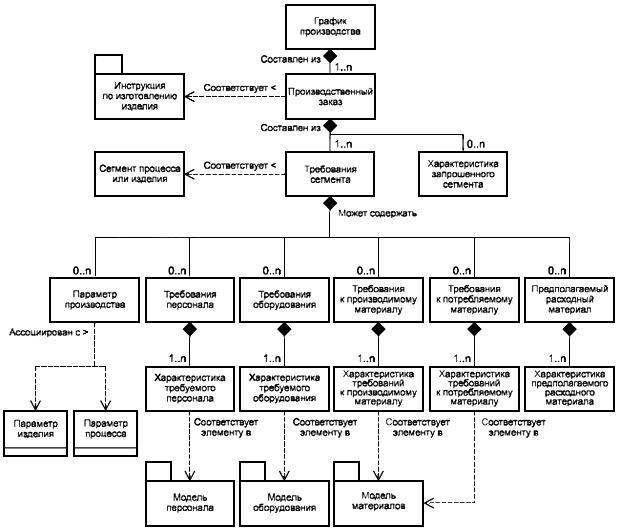 График
производства
Составлен из
1..n
Инструкция
по изготовлению
изделия
Соответствует <
Производственный
заказ
Составлен из
1..n
0..n
Сегмент процесса
или изделия
Соответствует <
Требования
сегмента
Характеристика
запрошенного
сегмента
Может содержать
0..n
0..n
0..n
0..n
0..n
0..n
Параметр
производства
Требования
персонала
Требования
оборудования
Требования
к производимому
материалу
Требования
к потребляемому
материалу
Предполагаемый
расходный
материал
Ассоциирован с >
1..n
1..n
1..n
1..n
1..n
Характеристика
требуемого
персонала
Характеристика
требуемого
оборудования
Характеристика
требований
к производимому
материалу
Характеристика
требований
к потребляемому
материалу
Характеристика
предполагаемого
расходного
материала
Параметр
изделия
Параметр
процесса
Соответствует
элементу в
Соответствует
элементу в
Соответствует
элементу в
Соответствует
элементу в
Модель
персонала
Модель
оборудования
Модель
материалов